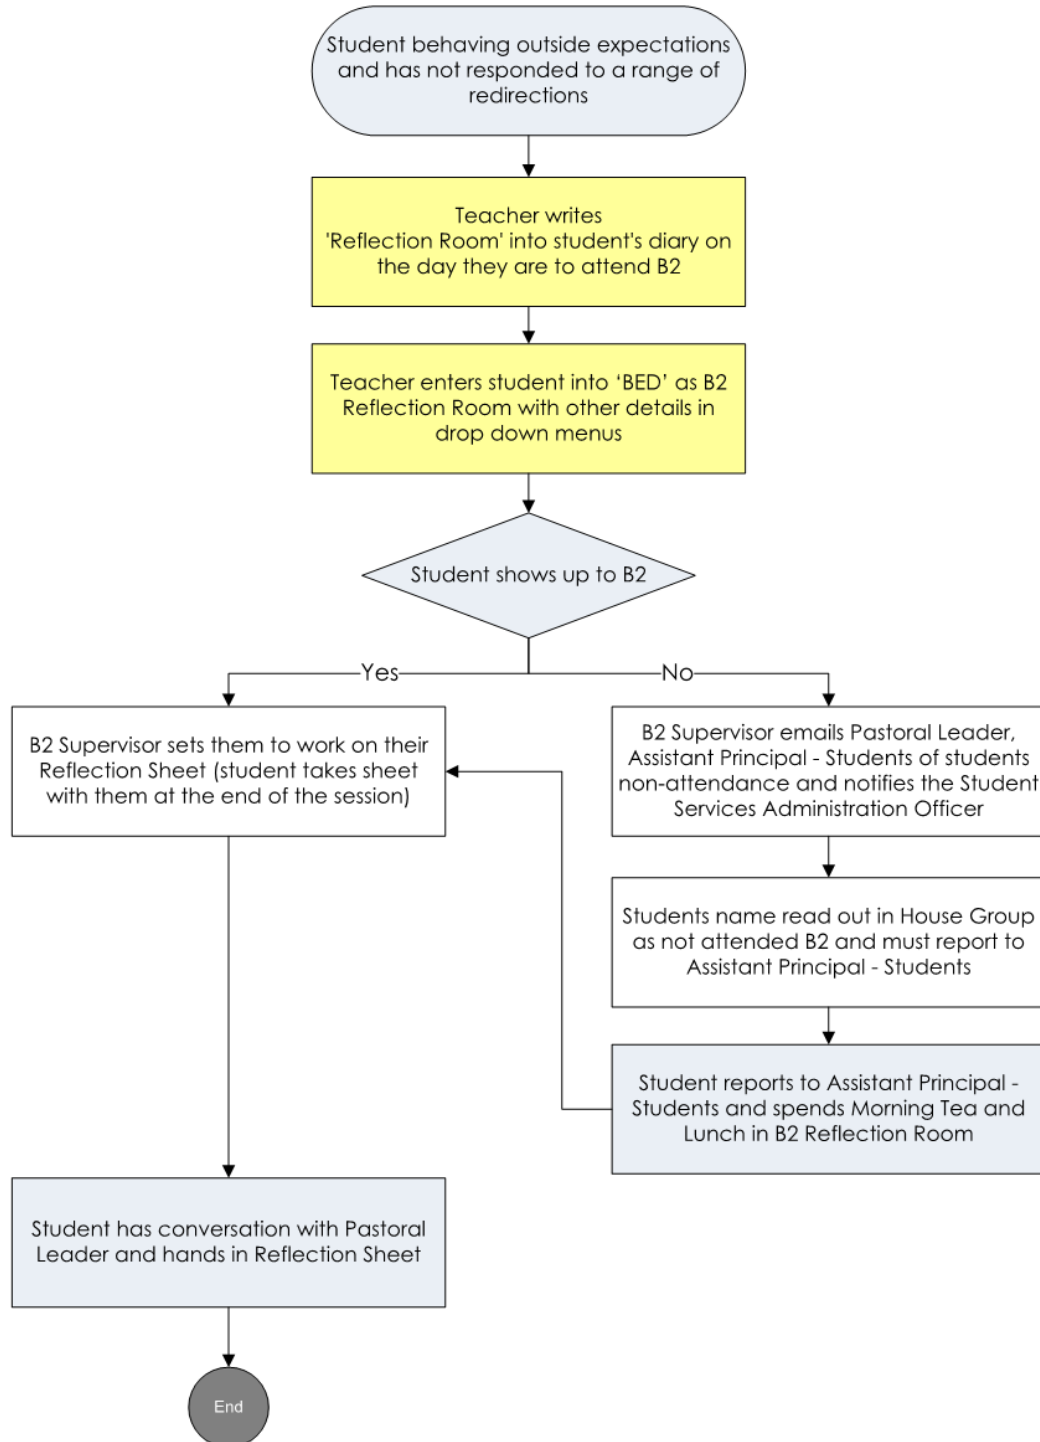 Student behaving outside expectations
and has not responded to a range of
redirections
Teacher writes
'Reflection Room' into student's diary on
the day they are to attend B2
Teacher enters student into ‘BED’ as B2
Reflection Room with other details in
drop down menus
Student shows up to B2
Yes
No
B2 Supervisor sets them to work on their
Reflection Sheet (student takes sheet
with them at the end of the session)
B2 Supervisor emails Pastoral Leader,
Assistant Principal - Students of students
non-attendance and notifies the Student
Services Administration Officer
Students name read out in House Group
as not attended B2 and must report to
Assistant Principal - Students
Student reports to Assistant Principal -
Students and spends Morning Tea and
Lunch in B2 Reflection Room
Student has conversation with Pastoral
Leader and hands in Reflection Sheet
End